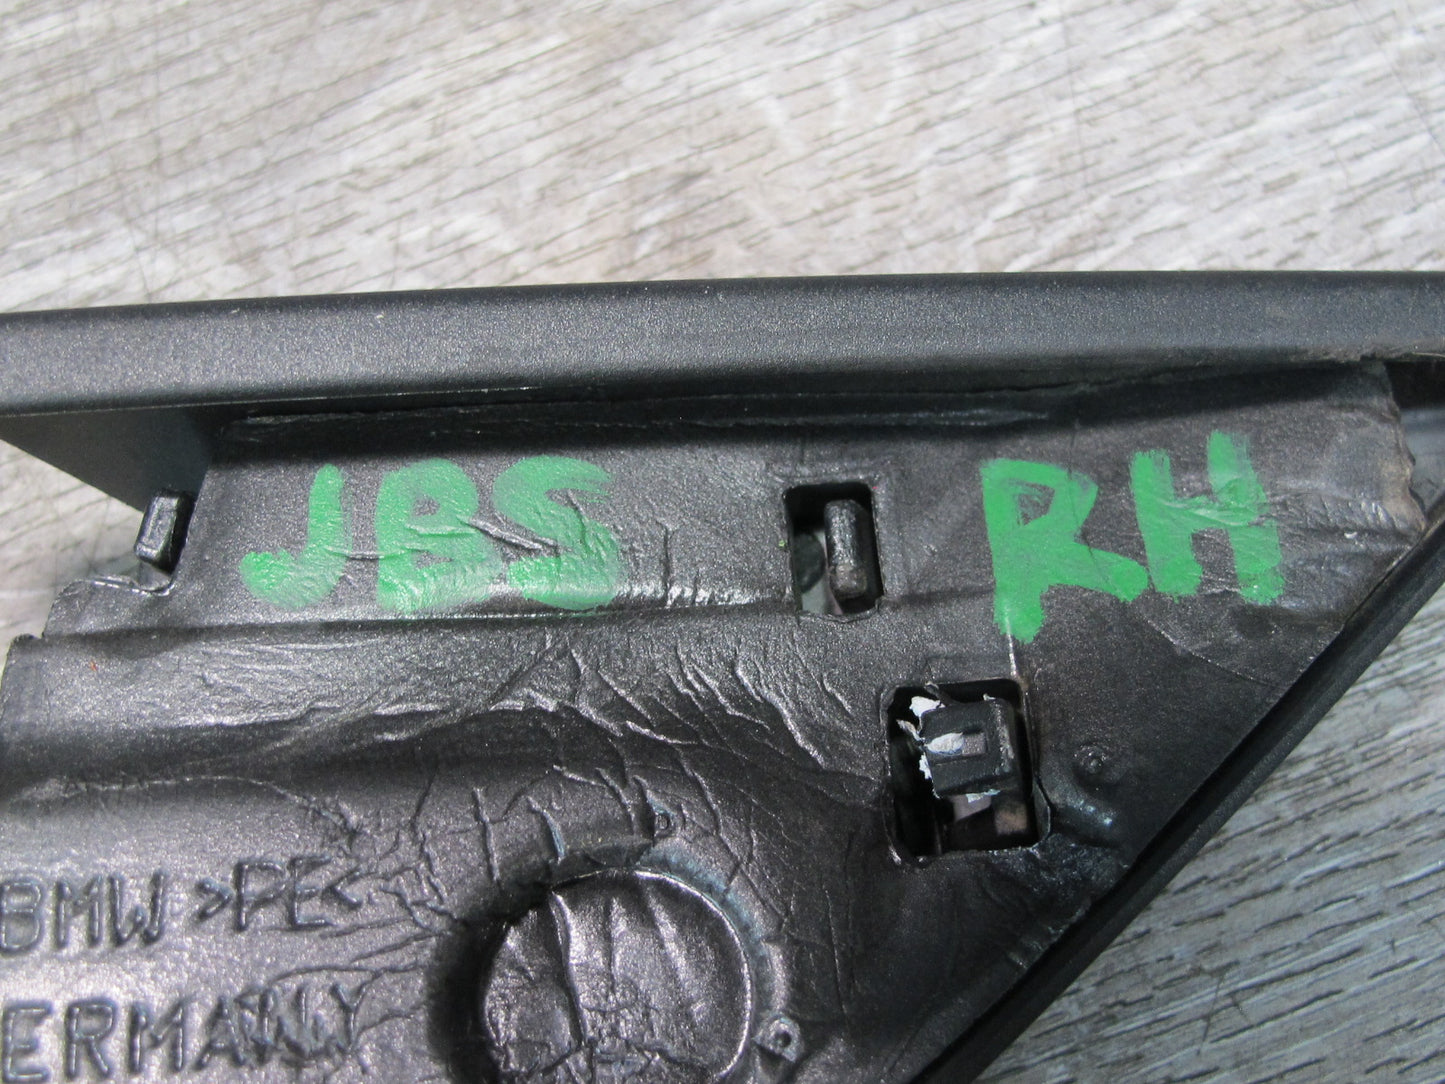 JBS RH
BMW >PE<
ERMANY